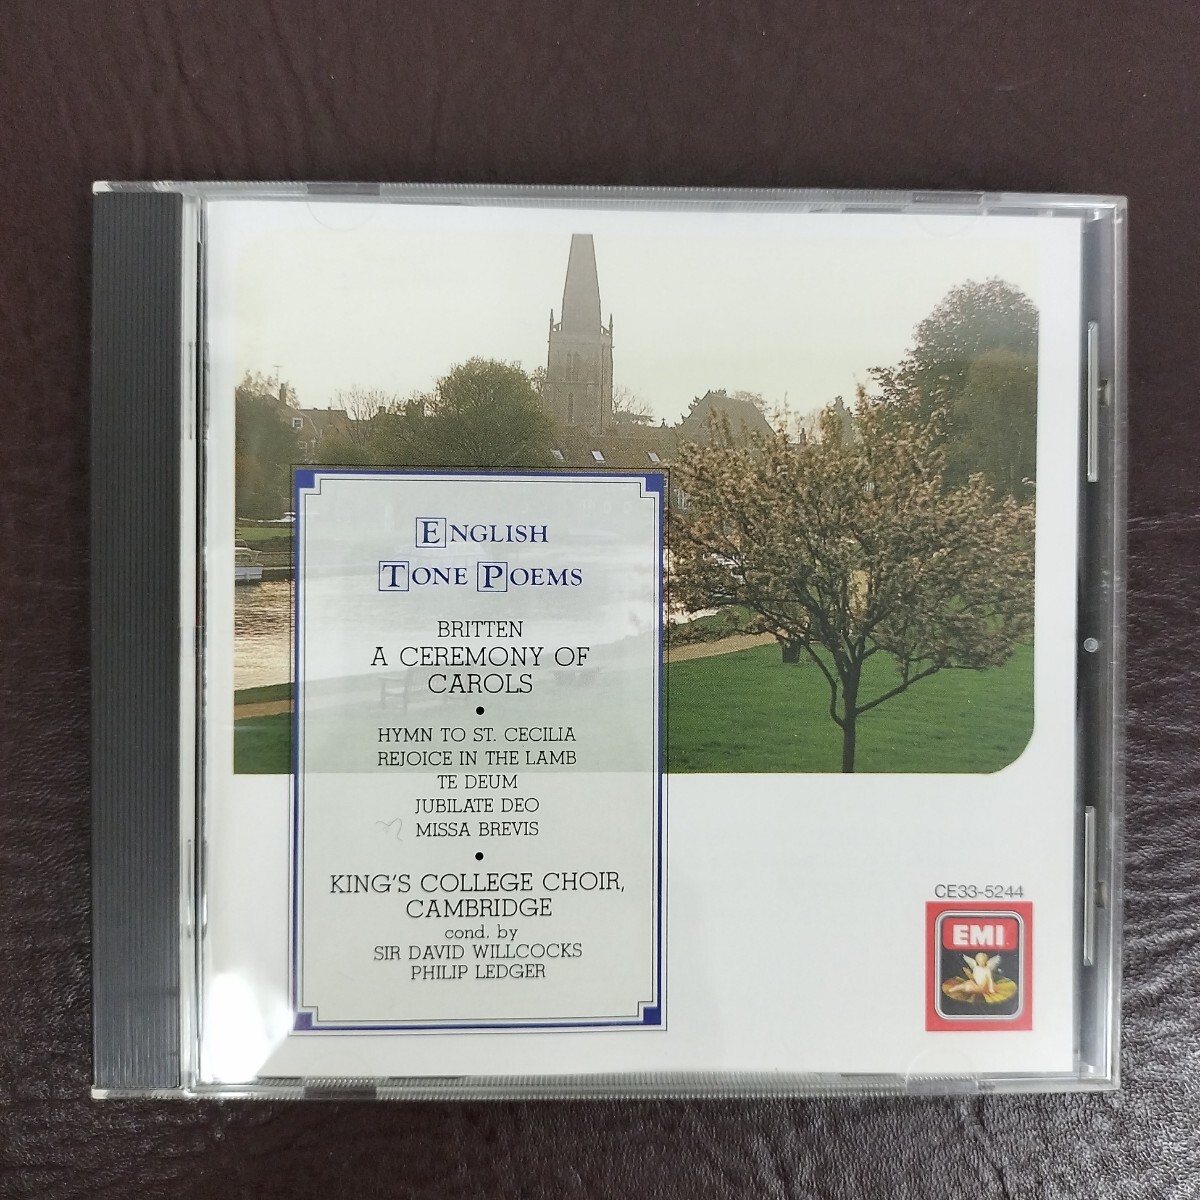 ENGLISH
TONE POEMS
BRITTEN
A CEREMONY OF
CAROLS
•
HYMN TO ST. CECILIA
REJOICE IN THE LAMB
TE DEUM
JUBILATE DEO
MISSA BREVIS
•
KING'S COLLEGE CHOIR,
CAMBRIDGE
cond. by
SIR DAVID WILLCOCKS
PHILIP LEDGER
CE33-5244
EMI